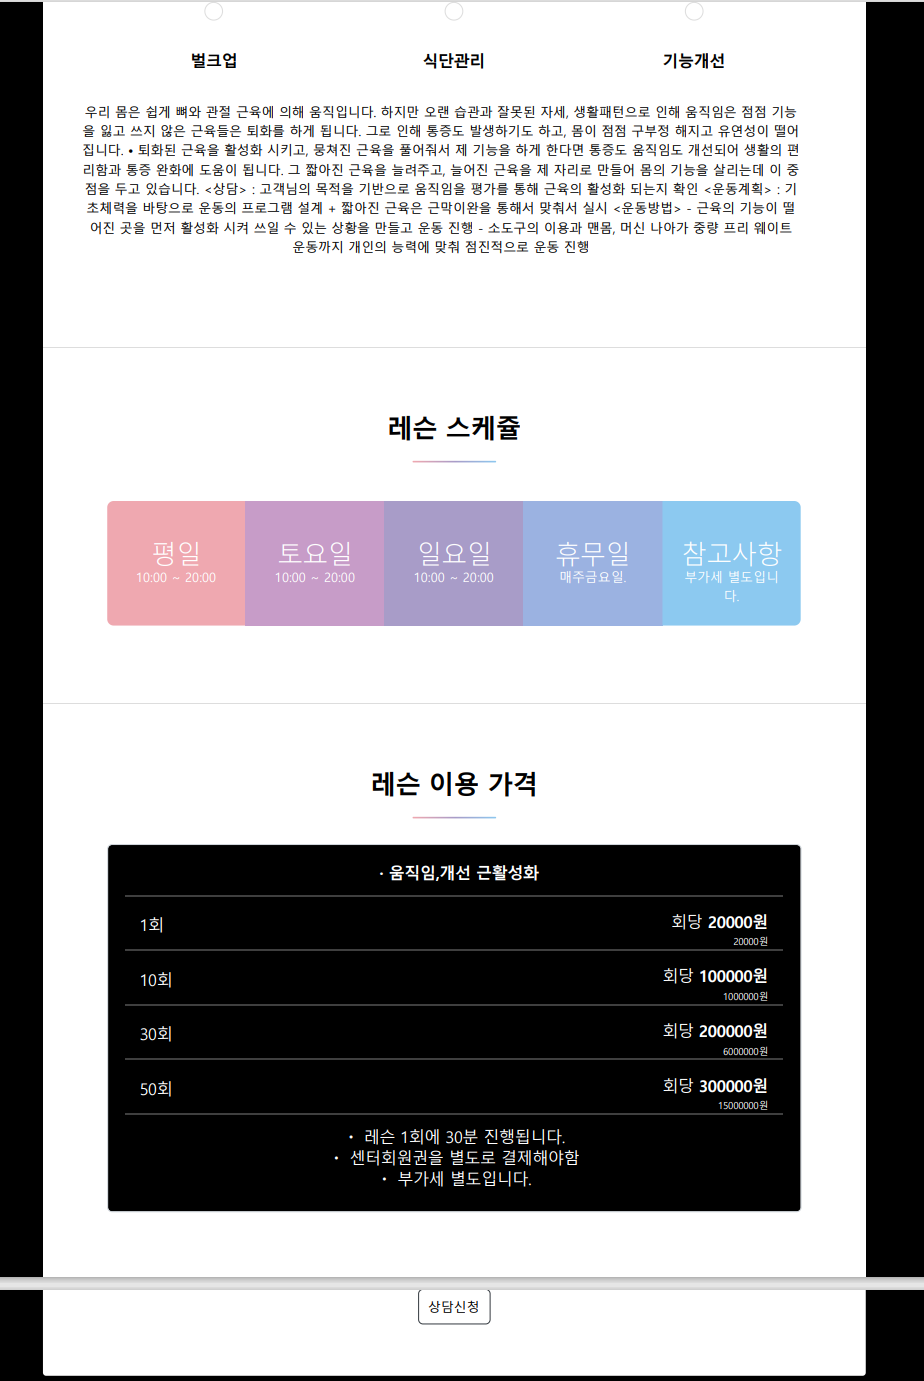 벌크업 식단관리 기능개선
우리 몸은 쉽게 뼈와 관절 근육에 의해 움직입니다. 하지만 오랜 습관과 잘못된 자세, 생활패턴으로 인해 움직임은 점점 기능
을 잃고 쓰지 않은 근육들은 퇴화를 하게 됩니다. 그로 인해 통증도 발생하기도 하고, 몸이 점점 구부정 해지고 유연성이 떨어
집니다. • 퇴화된 근육을 활성화 시키고, 뭉쳐진 근육을 풀어줘서 제 기능을 하게 한다면 통증도 움직임도 개선되어 생활의 편
리함과 통증 완화에 도움이 됩니다. 그 짧아진 근육을 늘려주고, 늘어진 근육을 제 자리로 만들어 몸의 기능을 살리는데 이 중
점을 두고 있습니다. <상담> : 고객님의 목적을 기반으로 움직임을 평가를 통해 근육의 활성화 되는지 확인 <운동계획> : 기
초체력을 바탕으로 운동의 프로그램 설계 + 짧아진 근육은 근막이완을 통해서 맞춰서 실시 <운동방법> - 근육의 기능이 떨
어진 곳을 먼저 활성화 시켜 쓰일 수 있는 상황을 만들고 운동 진행 - 소도구의 이용과 맨몸, 머신 나아가 중량 프리 웨이트
운동까지 개인의 능력에 맞춰 점진적으로 운동 진행
레슨 스케쥴
평일 토요일 일요일 휴무일 참고사항
10:00 ~ 20:00 10:00 ~ 20:00 10:00 ~ 20:00 매주금요일. 부가세 별도입니
다.
레슨 이용 가격
· 움직임,개선 근활성화
1회 회당 20000원
20000원
10회 회당 100000원
1000000원
30회 회당 200000원
6000000원
50회 회당 300000원
15000000원
• 레슨 1회에 30분 진행됩니다.
• 센터회원권을 별도로 결제해야함
• 부가세 별도입니다.
상담신청